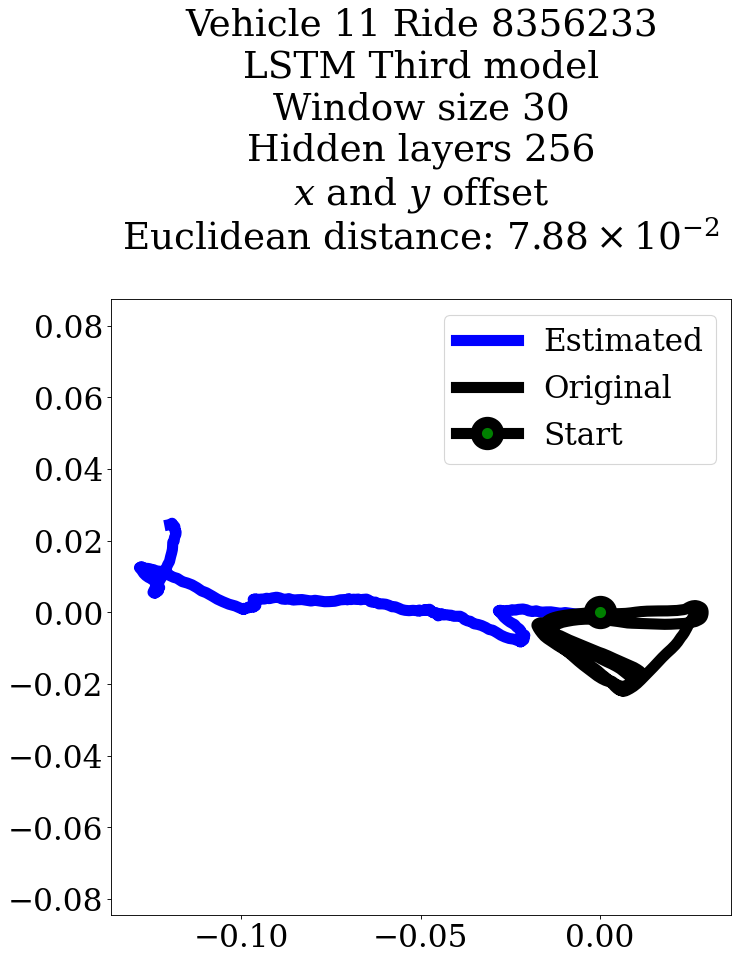 Vehicle 11 Ride 8356233
LSTM Third model
Window size 30
Hidden layers 256
x and y offset
Euclidean distance: 7.88 × 10⁻²
Estimated
Original
Start
0.08
0.06
0.04
0.02
0.00
−0.02
−0.04
−0.06
−0.08
−0.10
−0.05
0.00